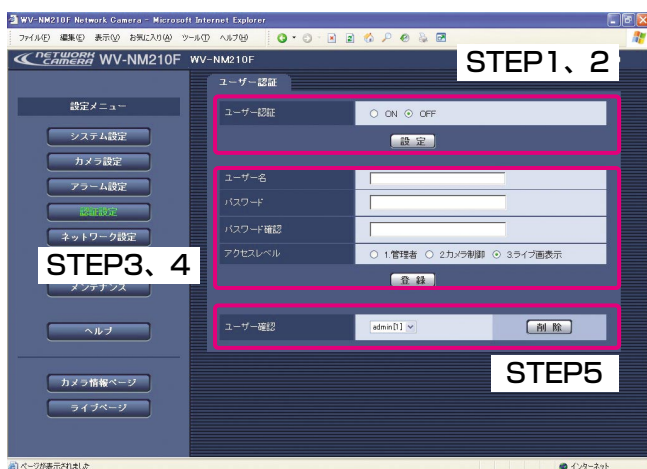 WV-NM210F Network Camera - Microsoft Internet Explorer
ファイル(F) 編集(E) 表示(V) お気に入り(A) ツール(T) ヘルプ(H)
NETWORK CAMERA WV-NM210F WV-NM210F
STEP1、2
ユーザー認証
設定メニュー
ユーザー認証 ON OFF
システム設定
設 定
カメラ設定
アラーム設定
ユーザー名
認証設定
パスワード
ネットワーク設定
パスワード確認
STEP3、4
アクセスレベル 1.管理者 2.カメラ制御 3.ライブ画表示
メンテナンス
登 録
ヘルプ
ユーザー確認 admin[1] 削 除
STEP5
カメラ情報ページ
ライブページ
ページが表示されました インターネット